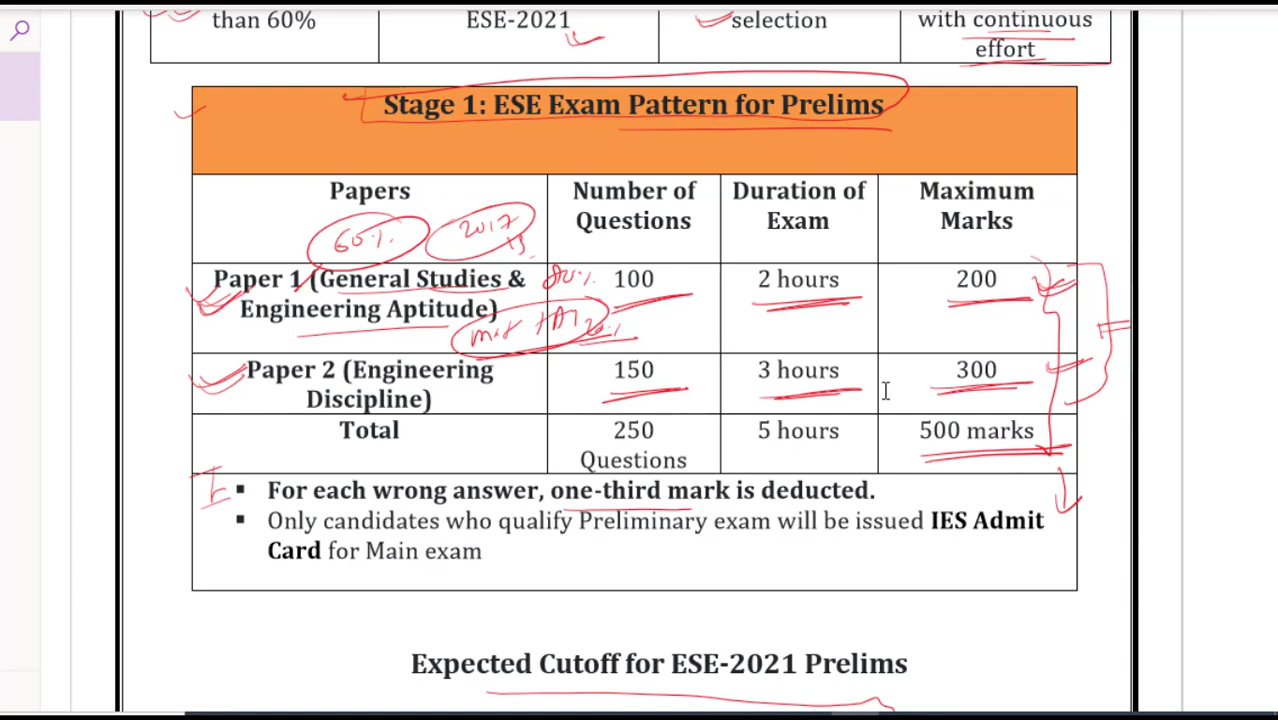 than 60%
ESE-2021
selection
with continuous
effort
Stage 1: ESE Exam Pattern for Prelims
Papers
Number of
Questions
Duration of
Exam
Maximum
Marks
60%.
2017
Paper 1 (General Studies &
Engineering Aptitude)
100
2 hours
200
Paper 2 (Engineering
Discipline)
150
3 hours
300
Total
250
Questions
5 hours
500 marks
▪ For each wrong answer, one-third mark is deducted.
▪ Only candidates who qualify Preliminary exam will be issued IES Admit
Card for Main exam
Expected Cutoff for ESE-2021 Prelims